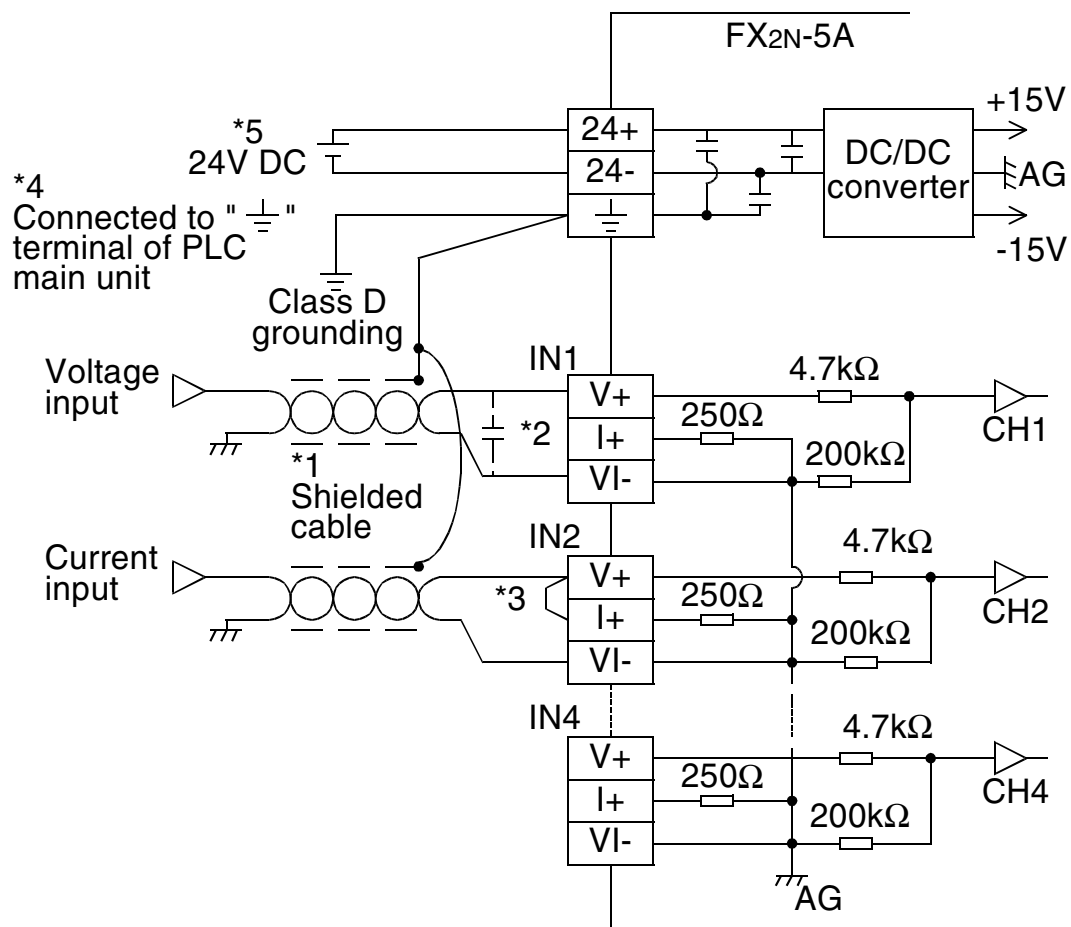 FX2N-5A
+15V
*5
24V DC
24+
24-
DC/DC
converter
AG
-15V
*4
Connected to " "
terminal of PLC
main unit
Class D
grounding
Voltage
input
IN1
V+
I+
VI-
*2
4.7kΩ
250Ω
200kΩ
CH1
*1
Shielded
cable
Current
input
IN2
V+
I+
VI-
*3
4.7kΩ
250Ω
200kΩ
CH2
IN4
V+
I+
VI-
4.7kΩ
250Ω
200kΩ
CH4
AG